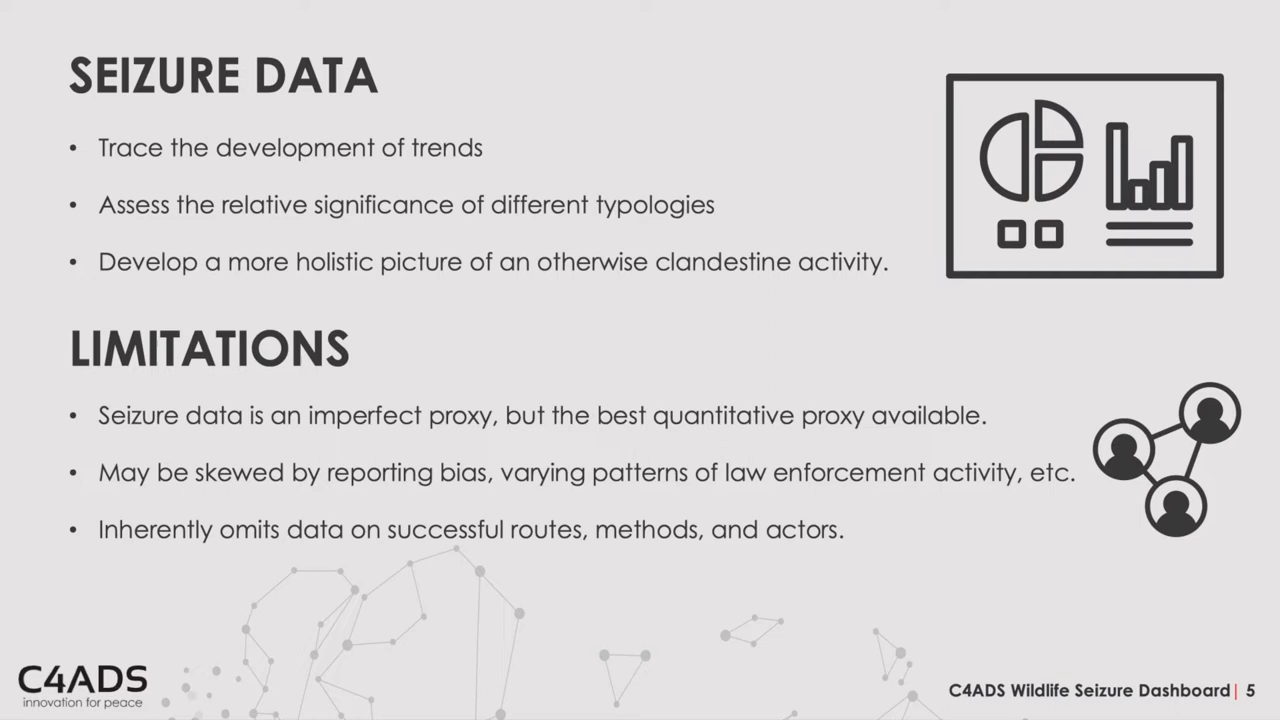 SEIZURE DATA
• Trace the development of trends
• Assess the relative significance of different typologies
• Develop a more holistic picture of an otherwise clandestine activity.
LIMITATIONS
• Seizure data is an imperfect proxy, but the best quantitative proxy available.
• May be skewed by reporting bias, varying patterns of law enforcement activity, etc.
• Inherently omits data on successful routes, methods, and actors.
C4ADS
innovation for peace
C4ADS Wildlife Seizure Dashboard| 5